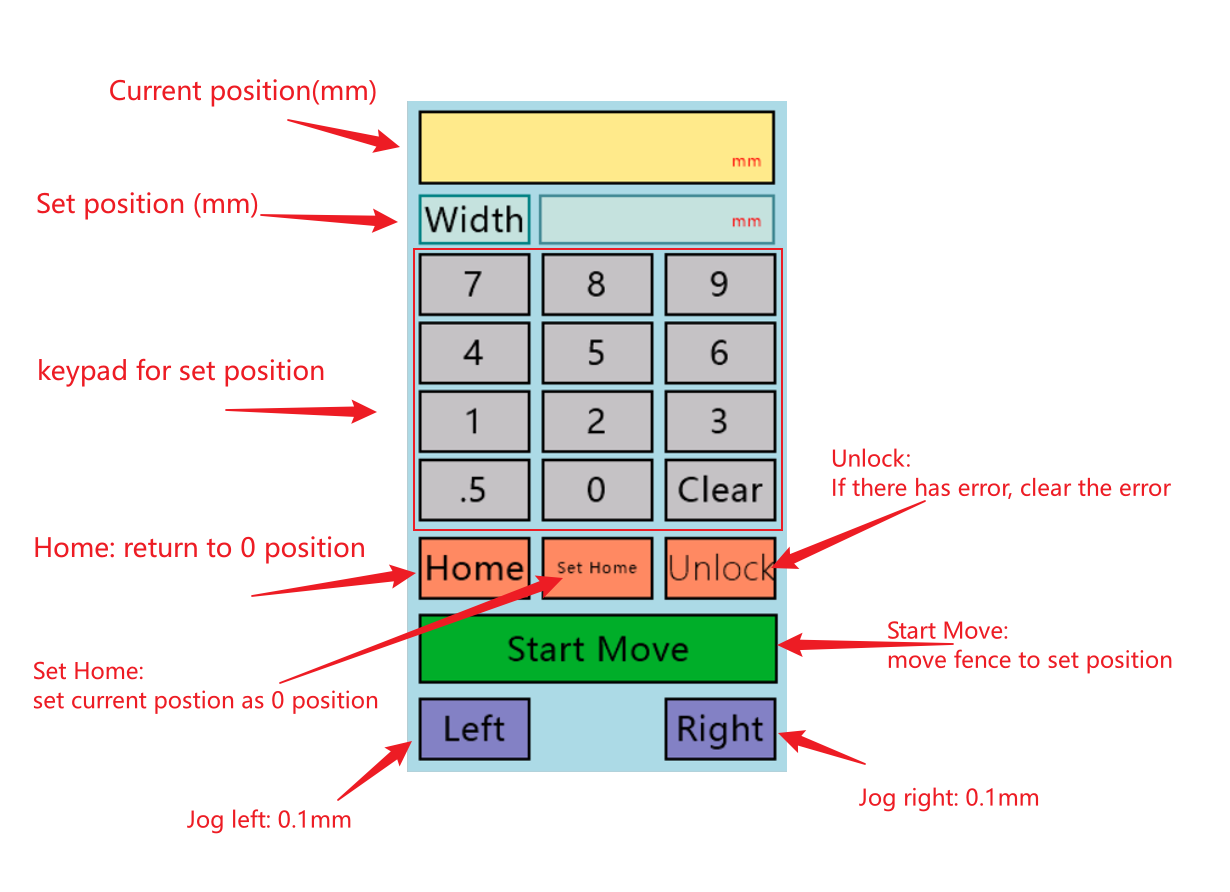 Current position(mm)
mm
Set position (mm)
Width
mm
7 8 9
4 5 6
keypad for set position
1 2 3
.5 0 Clear
Unlock:
If there has error, clear the error
Home: return to 0 position
Home
Set Home
Unlock
Start Move
Start Move:
move fence to set position
Set Home:
set current postion as 0 position
Left
Right
Jog left: 0.1mm
Jog right: 0.1mm